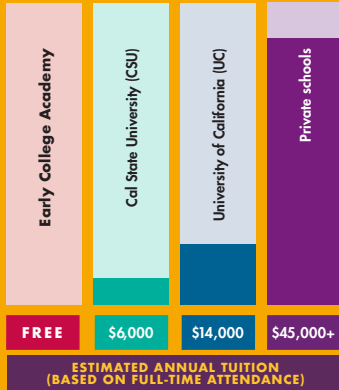 Early College Academy
Cal State University (CSU)
University of California (UC)
Private schools
FREE
$6,000
$14,000
$45,000+
ESTIMATED ANNUAL TUITION
(BASED ON FULL-TIME ATTENDANCE)